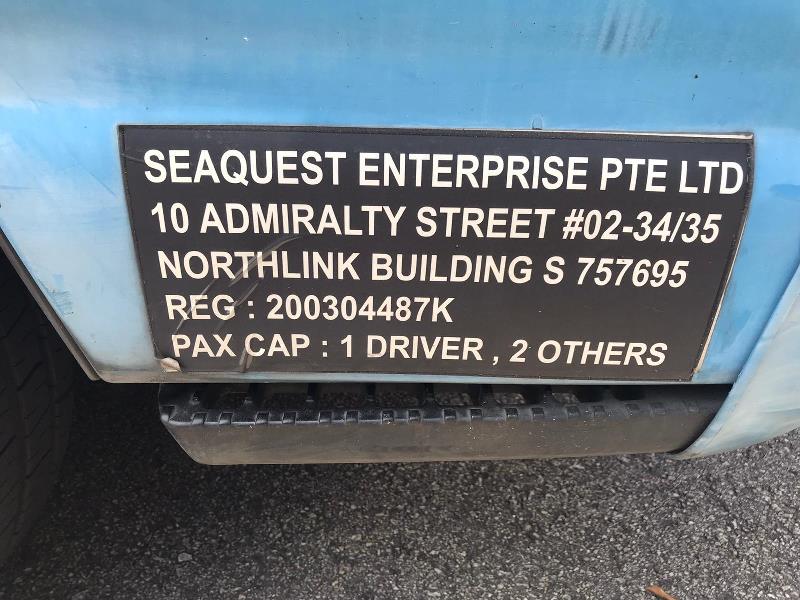 SEAQUEST ENTERPRISE PTE LTD
10 ADMIRALTY STREET #02-34/35
NORTHLINK BUILDING S 757695
REG : 200304487K
PAX CAP : 1 DRIVER , 2 OTHERS